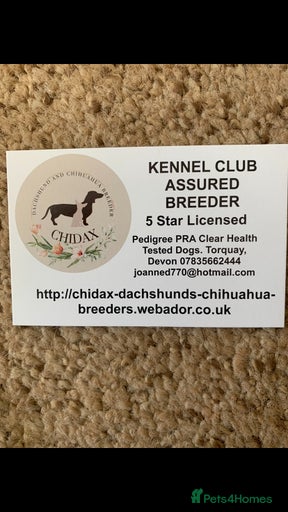 DACHSHUND AND CHIHUAHUA BREEDER
CHIDAX
KENNEL CLUB
ASSURED
BREEDER
5 Star Licensed
Pedigree PRA Clear Health
Tested Dogs. Torquay,
Devon 07835662444
joanned770@hotmail.com
http://chidax-dachshunds-chihuahua-
breeders.webador.co.uk
Pets4Homes